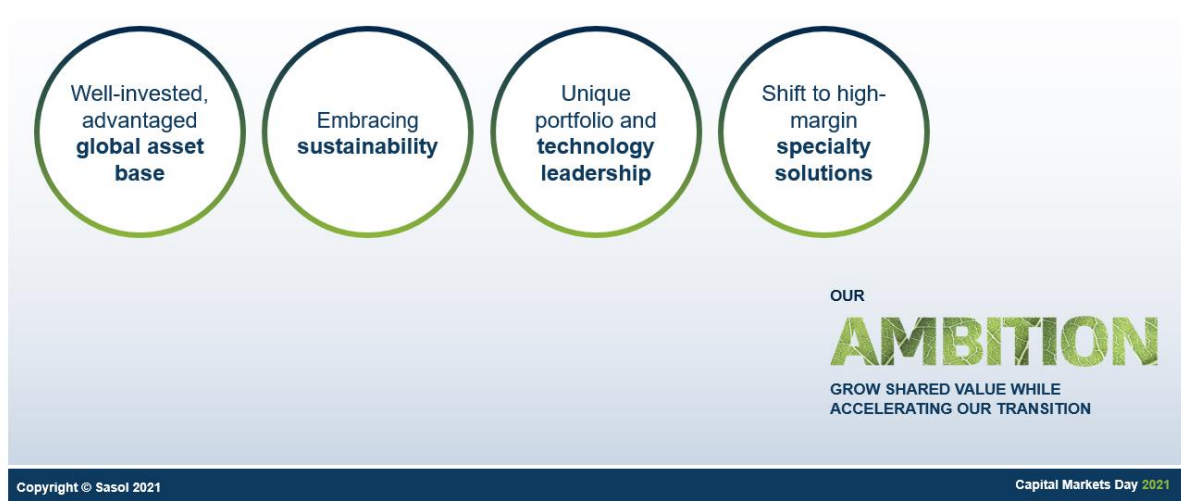 Well-invested,
advantaged
global asset
base
Embracing
sustainability
Unique
portfolio and
technology
leadership
Shift to high-
margin
specialty
solutions
OUR
AMBITION
GROW SHARED VALUE WHILE
ACCELERATING OUR TRANSITION
Copyright © Sasol 2021
Capital Markets Day 2021